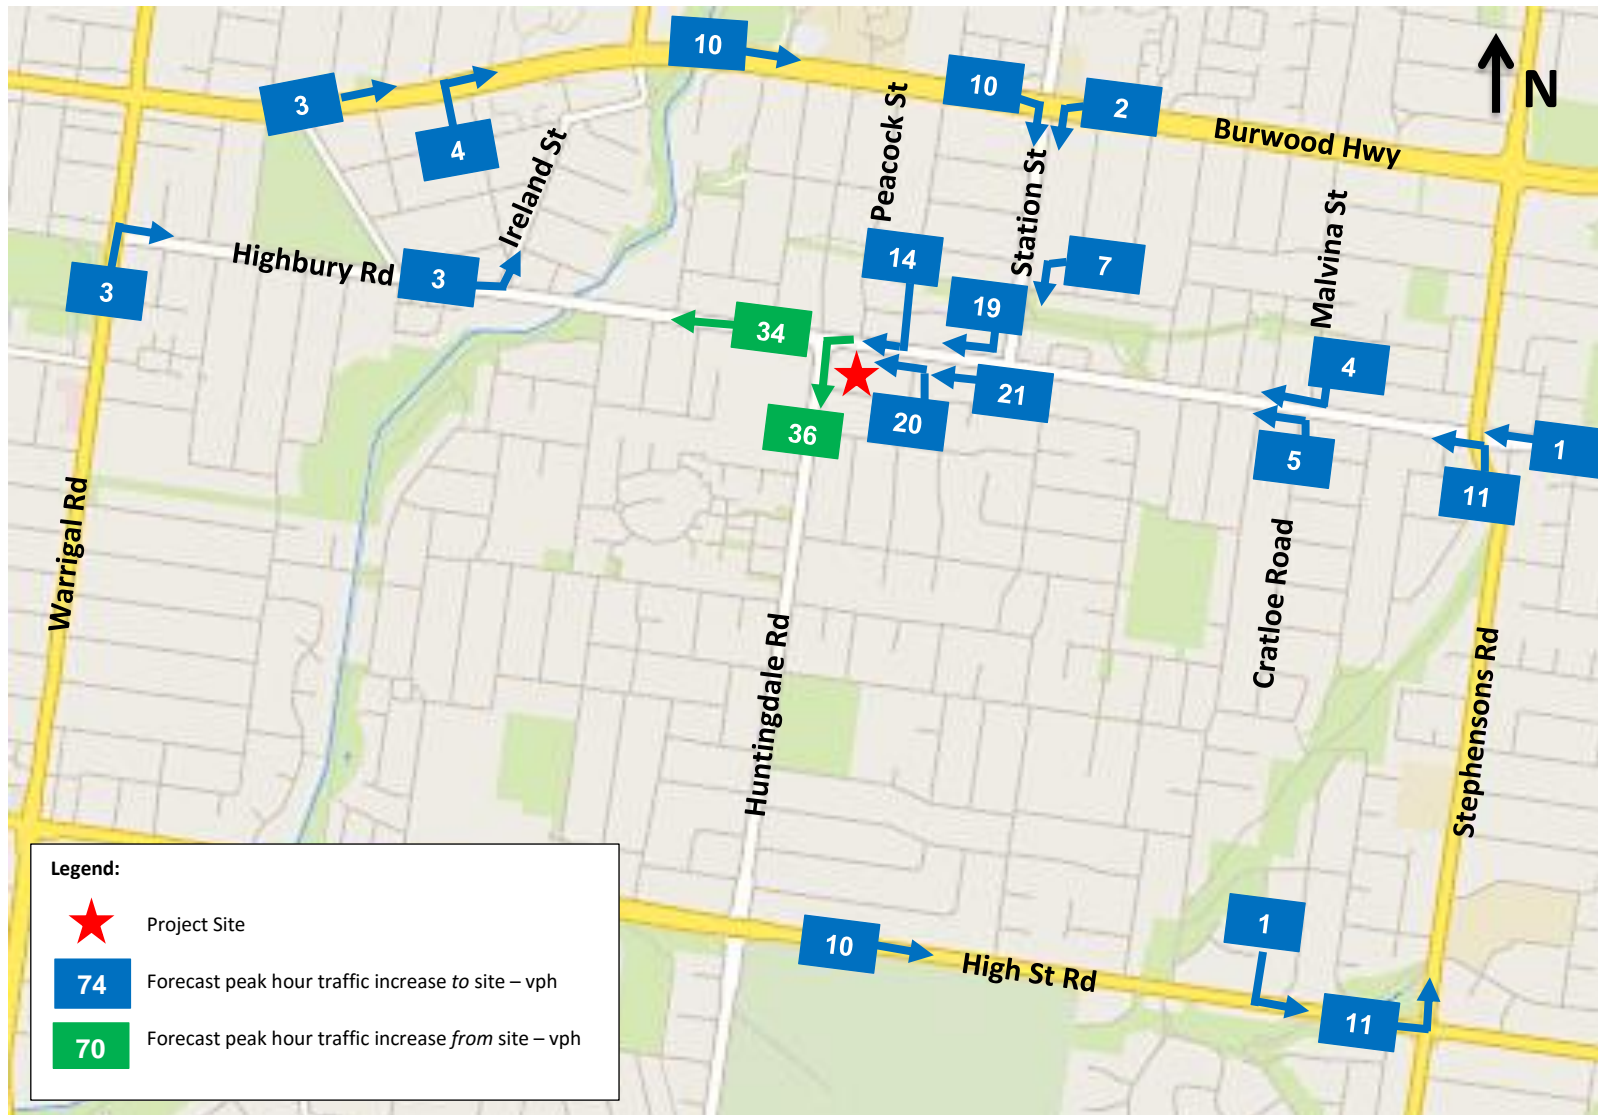 10
10
2
N
3
4
Burwood Hwy
Peacock St
Ireland St
Station St
Malvina St
Highbury Rd
3
3
14
7
19
34
4
21
20
36
5
1
11
Warrigal Rd
Cratloe Road
Huntingdale Rd
Stephensons Rd
Legend:
Project Site
74 Forecast peak hour traffic increase to site – vph
70 Forecast peak hour traffic increase from site – vph
10
High St Rd
1
11